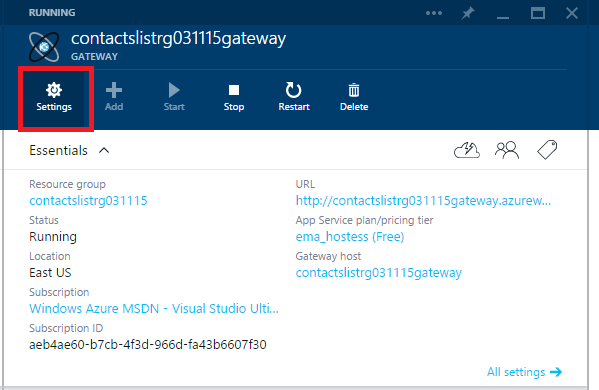 RUNNING
contactslistrg031115gateway
GATEWAY
Settings Add Start Stop Restart Delete
Essentials
Resource group URL
contactslistrg031115 http://contactslistrg031115gateway.azurew...
Status App Service plan/pricing tier
Running ema_hostess (Free)
Location Gateway host
East US contactslistrg031115gateway
Subscription
Windows Azure MSDN - Visual Studio Ulti...
Subscription ID
aeb4ae60-b7cb-4f3d-966d-fa43b6607f30
All settings